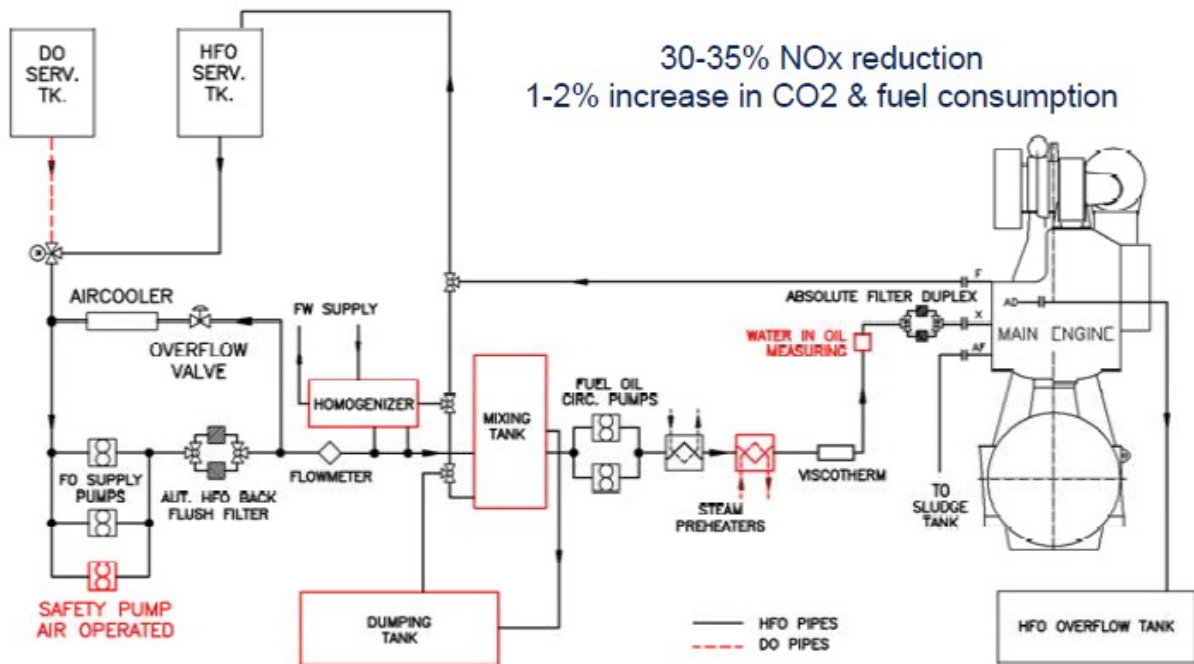 DO
SERV.
TK.
HFO
SERV.
TK.
30-35% NOx reduction
1-2% increase in CO2 & fuel consumption
AIRCOOLER
OVERFLOW
VALVE
FW SUPPLY
HOMOGENIZER
MIXING
TANK
FUEL OIL
CIRC. PUMPS
WATER IN OIL
MEASURING
ABSOLUTE FILTER DUPLEX
F
AD
X
MAIN ENGINE
AF
FO SUPPLY
PUMPS
AUT. HFO BACK
FLUSH FILTER
FLOWMETER
STEAM
PREHEATERS
VISCOTHERM
TO
SLUDGE
TANK
SAFETY PUMP
AIR OPERATED
DUMPING
TANK
HFO PIPES
DO PIPES
HFO OVERFLOW TANK